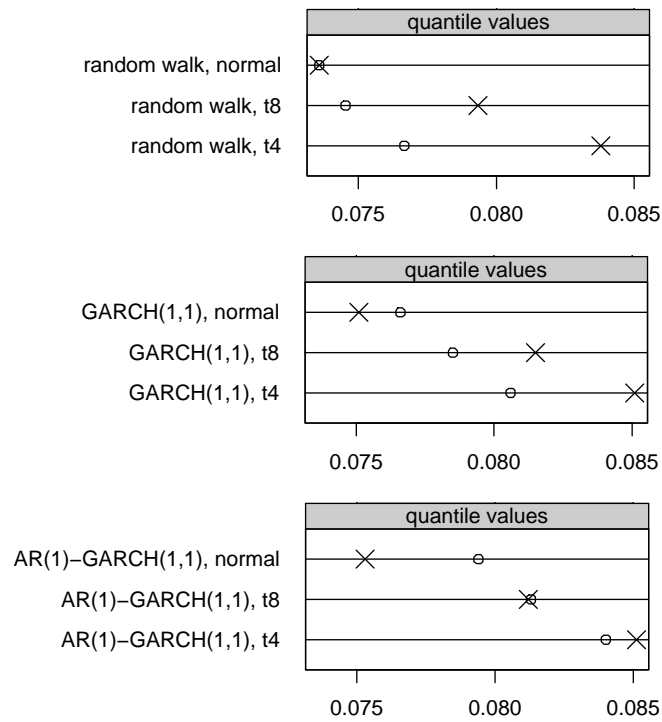 quantile values
random walk, normal
random walk, t8
random walk, t4
0.075 0.080 0.085
quantile values
GARCH(1,1), normal
GARCH(1,1), t8
GARCH(1,1), t4
0.075 0.080 0.085
quantile values
AR(1)−GARCH(1,1), normal
AR(1)−GARCH(1,1), t8
AR(1)−GARCH(1,1), t4
0.075 0.080 0.085